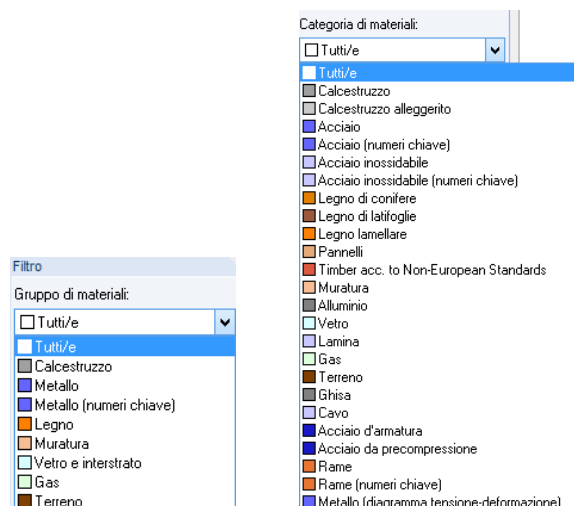 Filtro
Gruppo di materiali:
Tutti/e
Tutti/e
Calcestruzzo
Metallo
Metallo (numeri chiave)
Legno
Muratura
Vetro e interstrato
Gas
Terreno
Categoria di materiali:
Tutti/e
Tutti/e
Calcestruzzo
Calcestruzzo alleggerito
Acciaio
Acciaio (numeri chiave)
Acciaio inossidabile
Acciaio inossidabile (numeri chiave)
Legno di conifere
Legno di latifoglie
Legno lamellare
Pannelli
Timber acc. to Non-European Standards
Muratura
Alluminio
Vetro
Lamina
Gas
Terreno
Ghisa
Cavo
Acciaio d'armatura
Acciaio da precompressione
Rame
Rame (numeri chiave)
Metallo (diagramma tensione-deformazione)